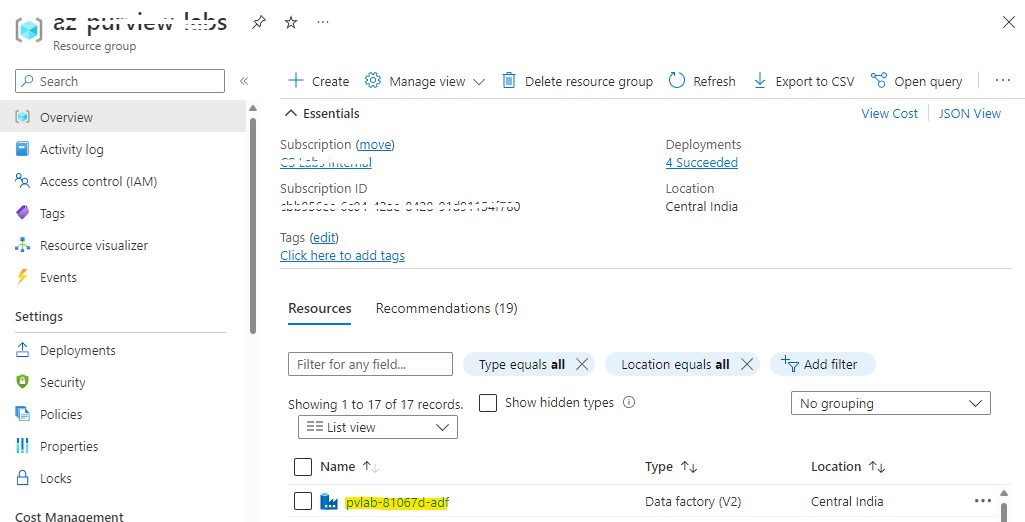 az-purview-labs
Resource group
Search
Create Manage view Delete resource group Refresh Export to CSV Open query
Overview
Activity log
Access control (IAM)
Tags
Resource visualizer
Events
Settings
Deployments
Security
Policies
Properties
Locks
Cost Management
Essentials View Cost JSON View
Subscription (move)
Deployments
4 Succeeded
Subscription ID
Location
Central India
Tags (edit)
Click here to add tags
Resources Recommendations (19)
Filter for any field... Type equals all Location equals all Add filter
Showing 1 to 17 of 17 records. Show hidden types No grouping
List view
Name Type Location
pvlab-81067d-adf Data factory (V2) Central India